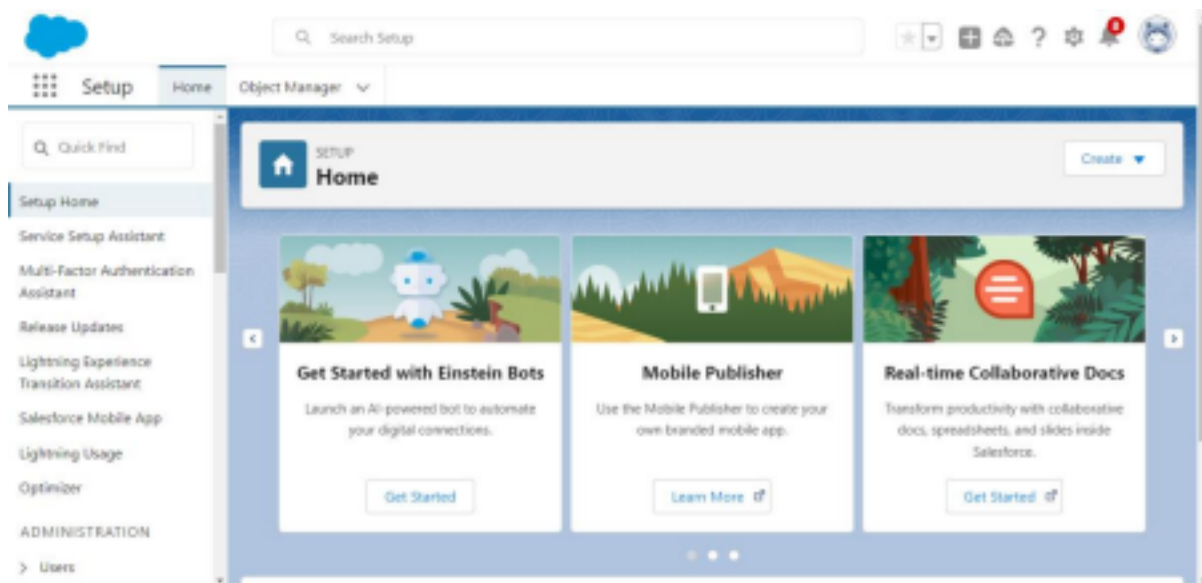 Search Setup
8
Setup
Home
Object Manager
Quick Find
SETUP
Home
Create
Setup Home
Service Setup Assistant
Multi-Factor Authentication
Assistant
Release Updates
Lightning Experience
Transition Assistant
Salesforce Mobile App
Lightning Usage
Optimizer
ADMINISTRATION
Users
Get Started with Einstein Bots
Launch an AI-powered bot to automate
your digital connections.
Get Started
Mobile Publisher
Use the Mobile Publisher to create your
own branded mobile app.
Learn More
Real-time Collaborative Docs
Transform productivity with collaborative
docs, spreadsheets, and slides inside
Salesforce.
Get Started